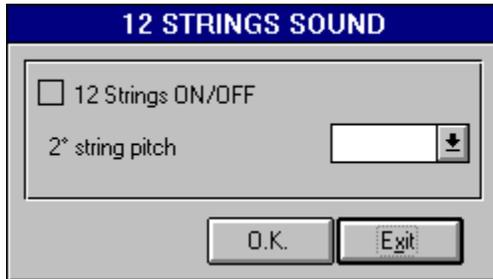 12 STRINGS SOUND
12 Strings ON/OFF
2° string pitch
O.K.
Exit